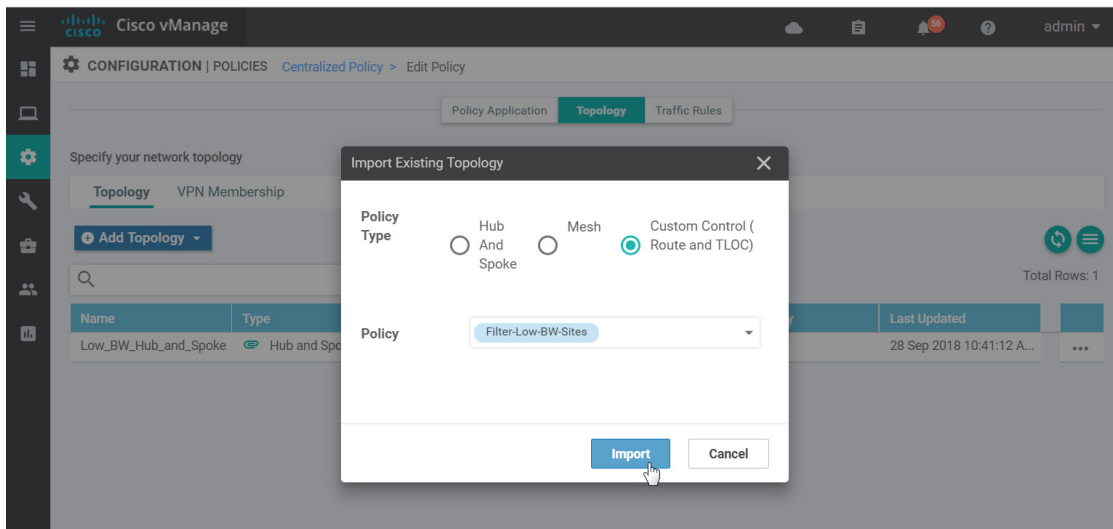 cisco Cisco vManage 56 admin
CONFIGURATION | POLICIES Centralized Policy > Edit Policy
Policy Application Topology Traffic Rules
Specify your network topology
Topology VPN Membership
Add Topology
Total Rows: 1
Name Type y Last Updated
Low_BW_Hub_and_Spoke Hub and Spo 28 Sep 2018 10:41:12 A...
Import Existing Topology
Policy
Type
Hub
And
Spoke
Mesh
Custom Control (
Route and TLOC)
Policy Filter-Low-BW-Sites
Import Cancel